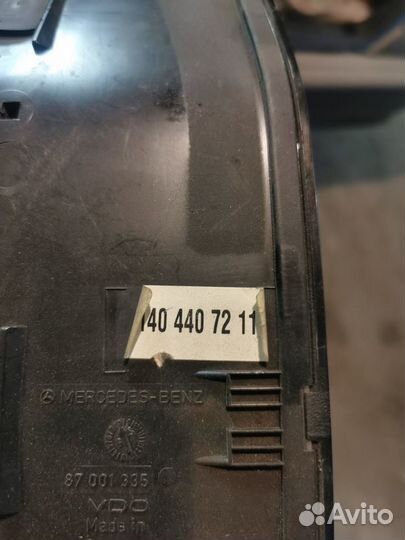 140 440 72 11
MERCEDES-BENZ
87 001 335
VDO
Made in
Avito